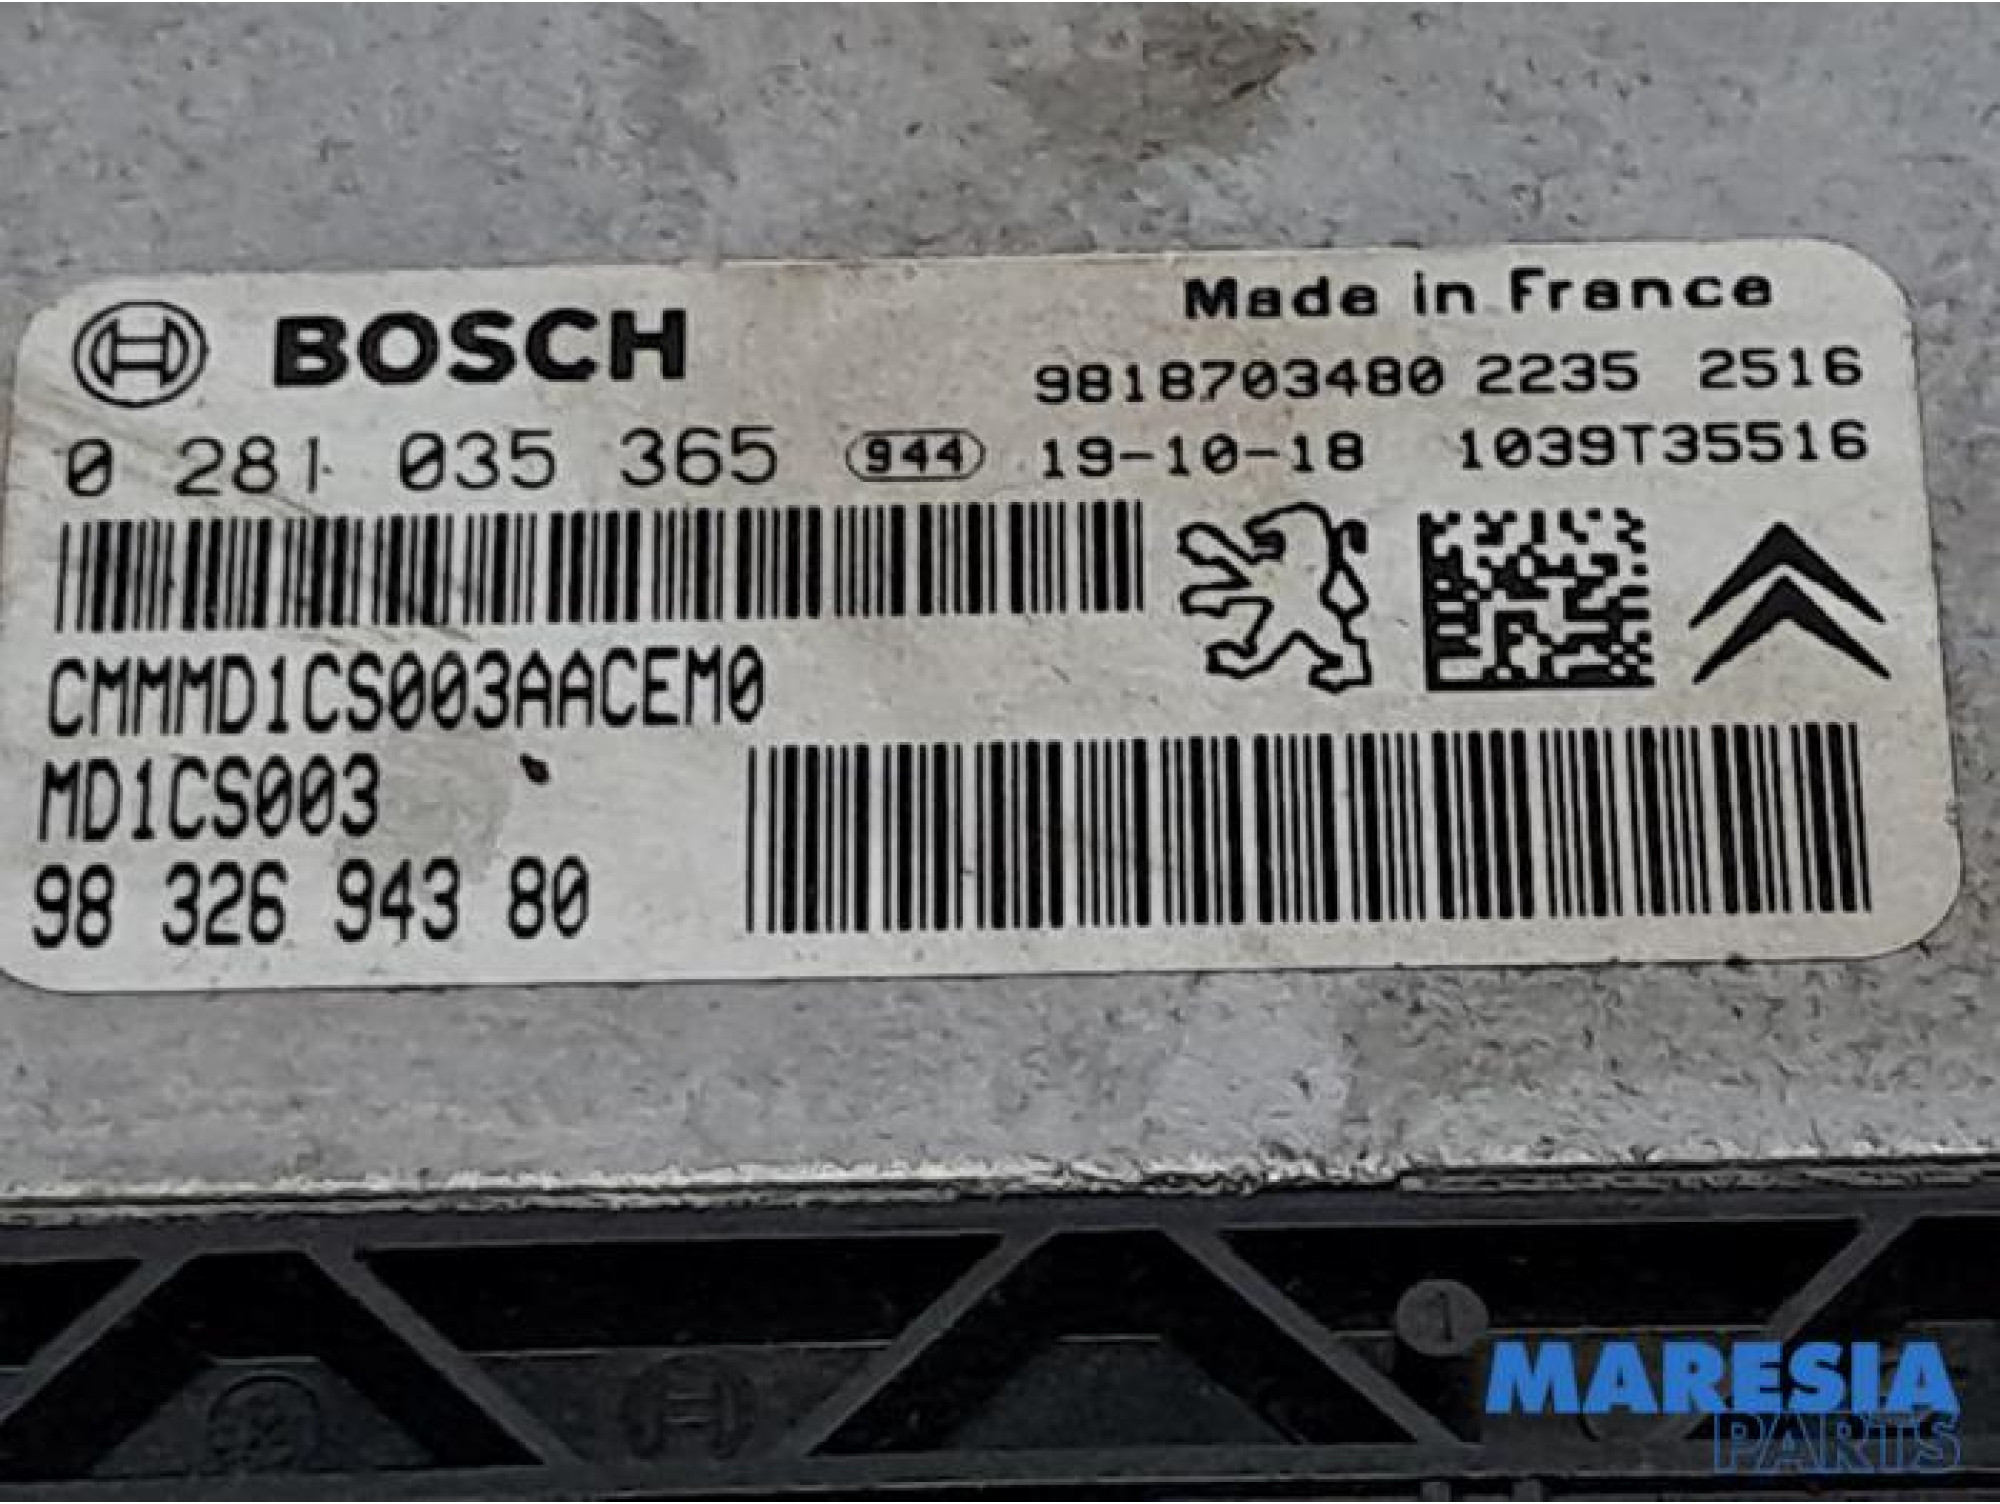 BOSCH
Made in France
9818703480 2235 2516
0 281 035 365 944 19-10-18 1039T35516
CMMMD1CS003AACEM0
MD1CS003
98 326 943 80
1
MARESIA
PARTS